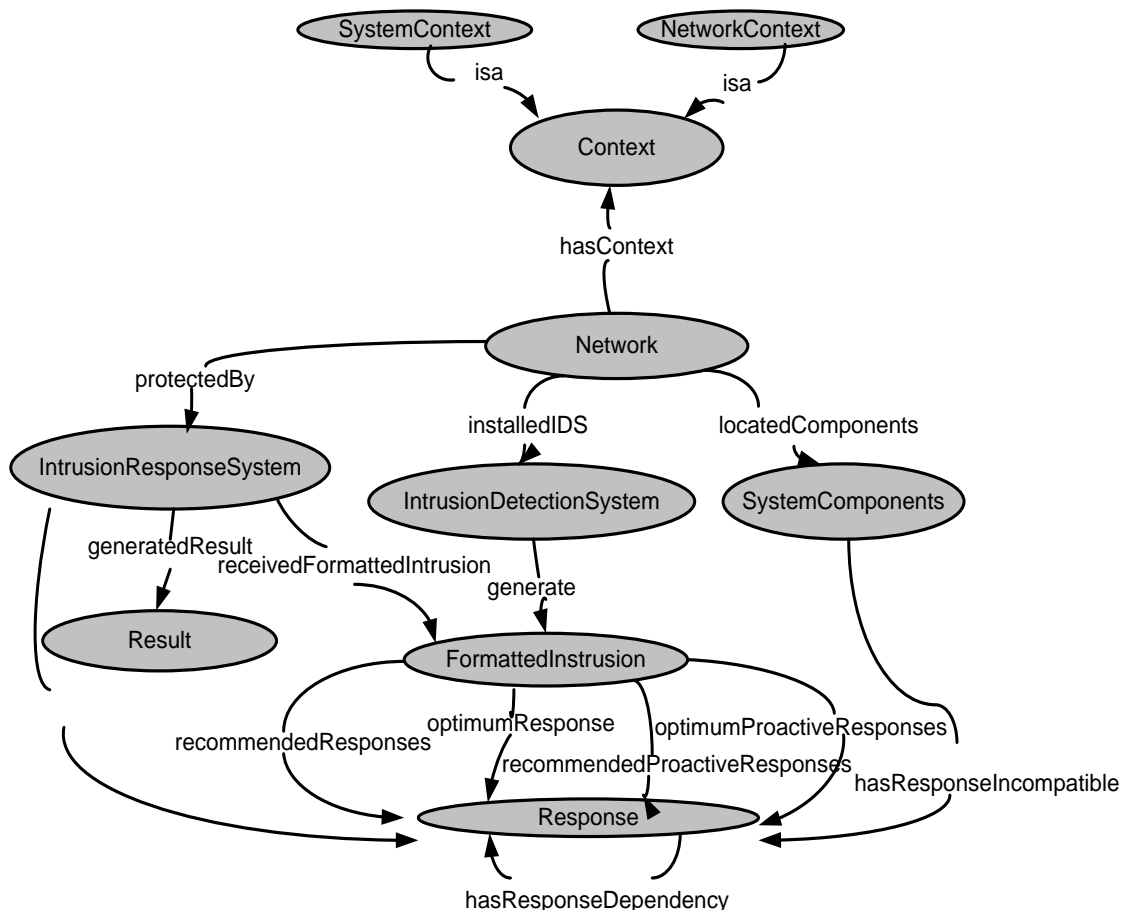 SystemContext
NetworkContext
isa
isa
Context
hasContext
Network
protectedBy
installedIDS
locatedComponents
IntrusionResponseSystem
IntrusionDetectionSystem
SystemComponents
generatedResult
receivedFormattedIntrusion
generate
Result
FormattedInstrusion
optimumResponse
optimumProactiveResponses
recommendedResponses
recommendedProactiveResponses
hasResponseIncompatible
Response
hasResponseDependency